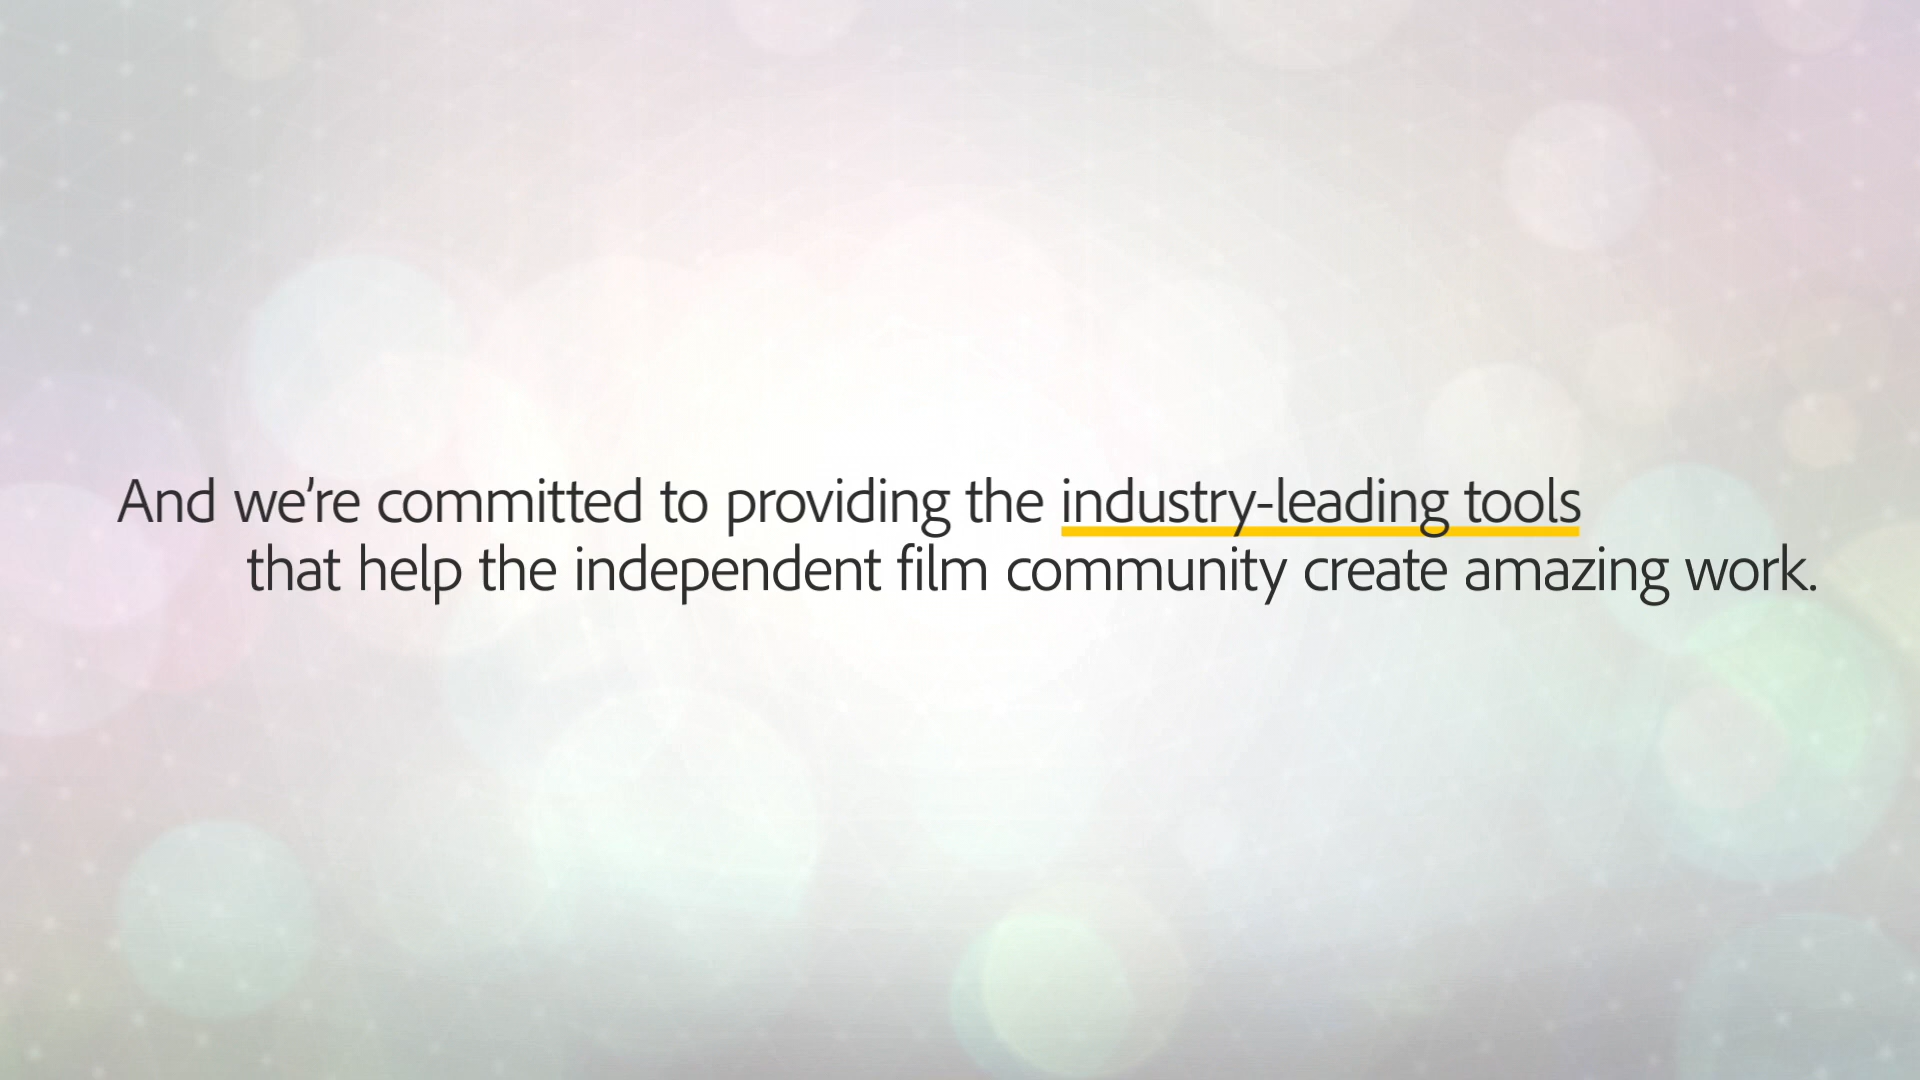 And we’re committed to providing the industry-leading tools
that help the independent film community create amazing work.